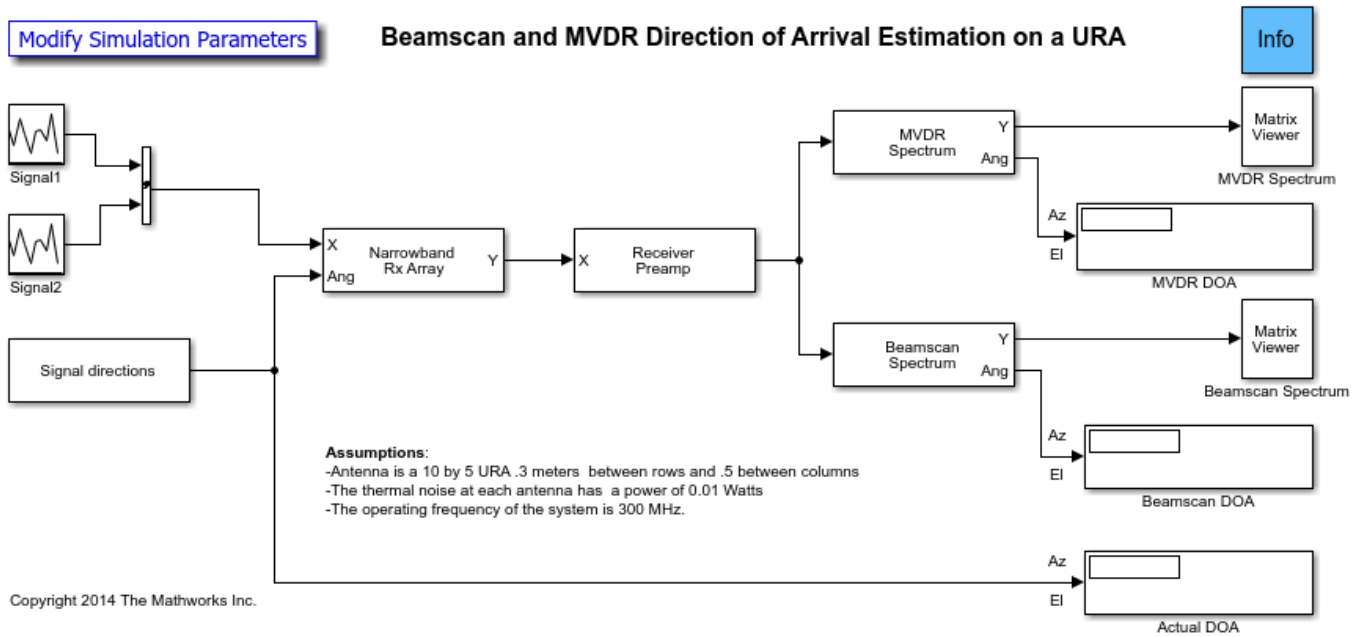 Modify Simulation Parameters
Beamscan and MVDR Direction of Arrival Estimation on a URA
Info
Signal1
Signal2
Signal directions
X
Ang
Narrowband
Rx Array
Y
X
Receiver
Preamp
MVDR
Spectrum
Y
Ang
Matrix
Viewer
MVDR Spectrum
Az
El
MVDR DOA
Beamscan
Spectrum
Y
Ang
Matrix
Viewer
Beamscan Spectrum
Az
El
Beamscan DOA
Assumptions:
-Antenna is a 10 by 5 URA .3 meters  between rows and .5 between columns
-The thermal noise at each antenna has  a power of 0.01 Watts
-The operating frequency of the system is 300 MHz.
Az
El
Actual DOA
Copyright 2014 The Mathworks Inc.